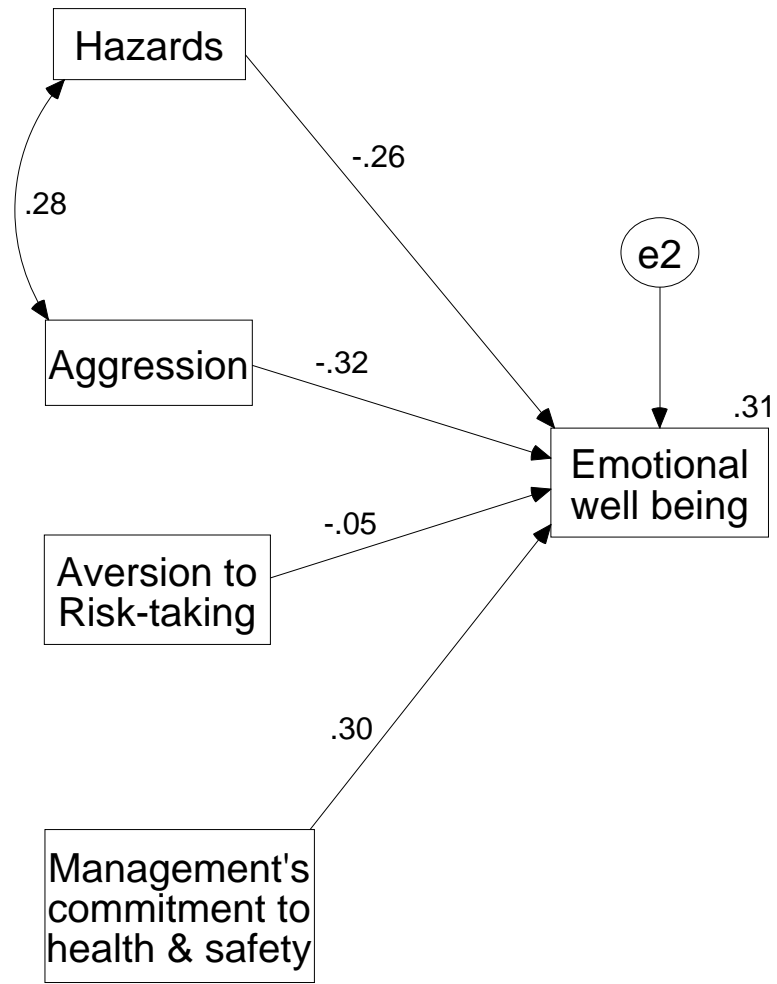 Hazards
-.26
.28
e2
Aggression
-.32
.31
Emotional
well being
-.05
Aversion to
Risk-taking
.30
Management's
commitment to
health & safety